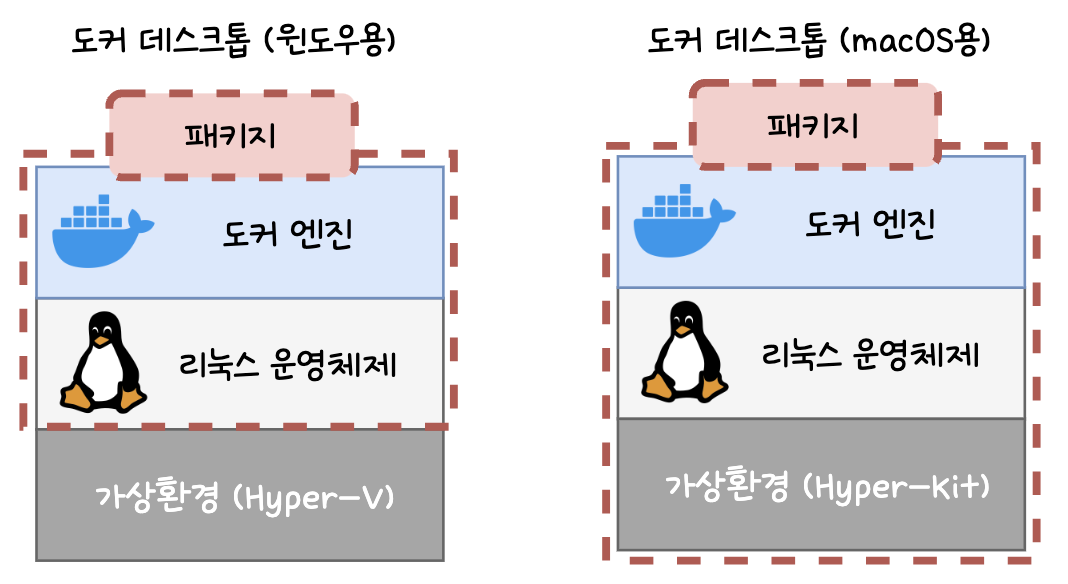 도커 데스크톱 (윈도우용)
패키지
도커 엔진
리눅스 운영체제
가상환경 (Hyper-V)
도커 데스크톱 (macOS용)
패키지
도커 엔진
리눅스 운영체제
가상환경 (Hyper-Kit)